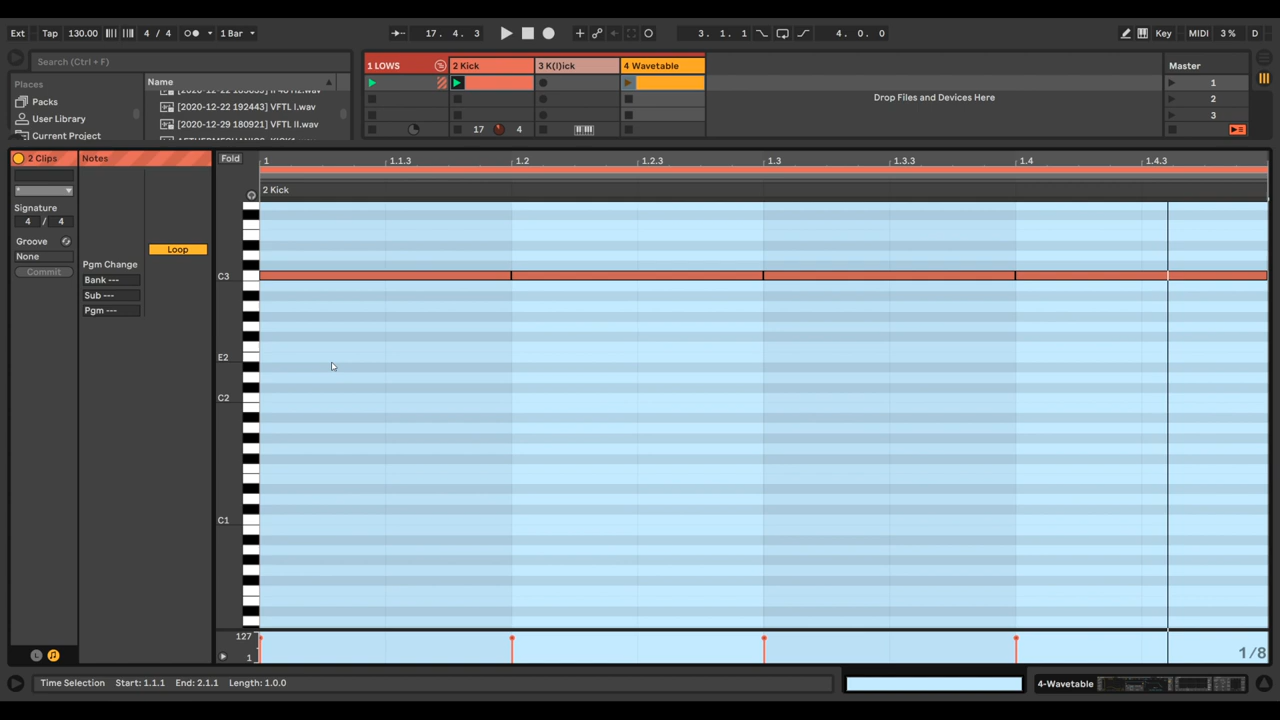 Ext Tap 130.00 4 / 4 1 Bar 17. 4. 3 3. 1. 1 4. 0. 0 Key MIDI 3 % D
Search (Ctrl + F)
Places Name
Packs
User Library
Current Project
[2020-12-22 192443] VFTL I.wav
[2020-12-29 180921] VFTL II.wav
1 LOWS 2 Kick 3 K(l)ick 4 Wavetable Master
1
2
3
17 4
Drop Files and Devices Here
2 Clips Notes Fold 1 1.1.3 1.2 1.2.3 1.3 1.3.3 1.4 1.4.3
2 Kick
*
Signature
4 / 4
Groove
None
Commit
Loop
Pgm Change
Bank ---
Sub ---
Pgm ---
C3
E2
C2
C1
127
1
1/8
Time Selection Start: 1.1.1 End: 2.1.1 Length: 1.0.0 4-Wavetable